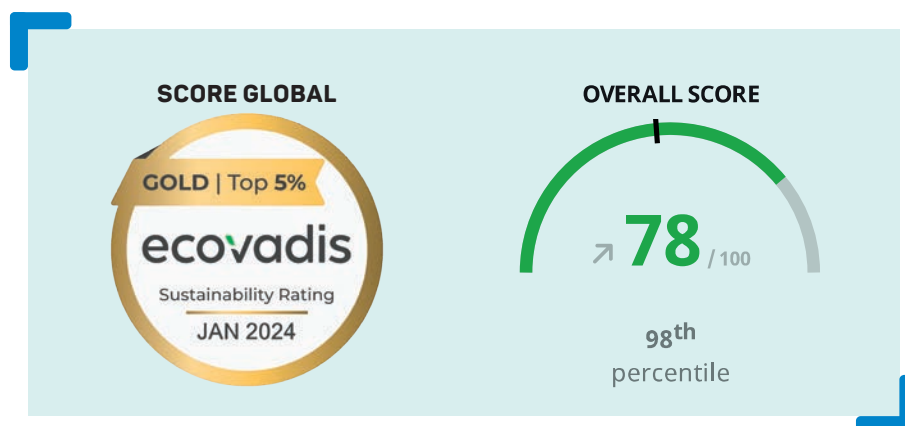 SCORE GLOBAL
GOLD | Top 5%
ecovadis
Sustainability Rating
JAN 2024
OVERALL SCORE
78 / 100
98th
percentile